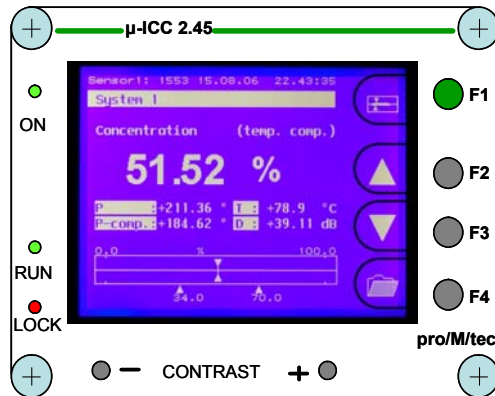 µ-ICC 2.45
Sensor1: 1553 15.08.06 22.43:35
System 1
Concentration (temp. comp.)
51.52 %
P :+211.36 ° T : +78.9 °C
P-comp.:+184.62 ° D : +39.11 dB
0,0 % 100,0
34.0 70.0
ON
RUN
LOCK
F1
F2
F3
F4
pro/M/tec
− CONTRAST +